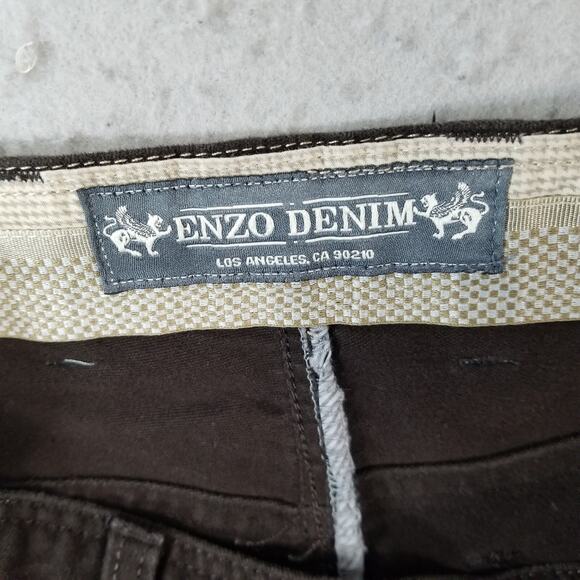 ENZO DENIM
LOS ANGELES, CA 90210